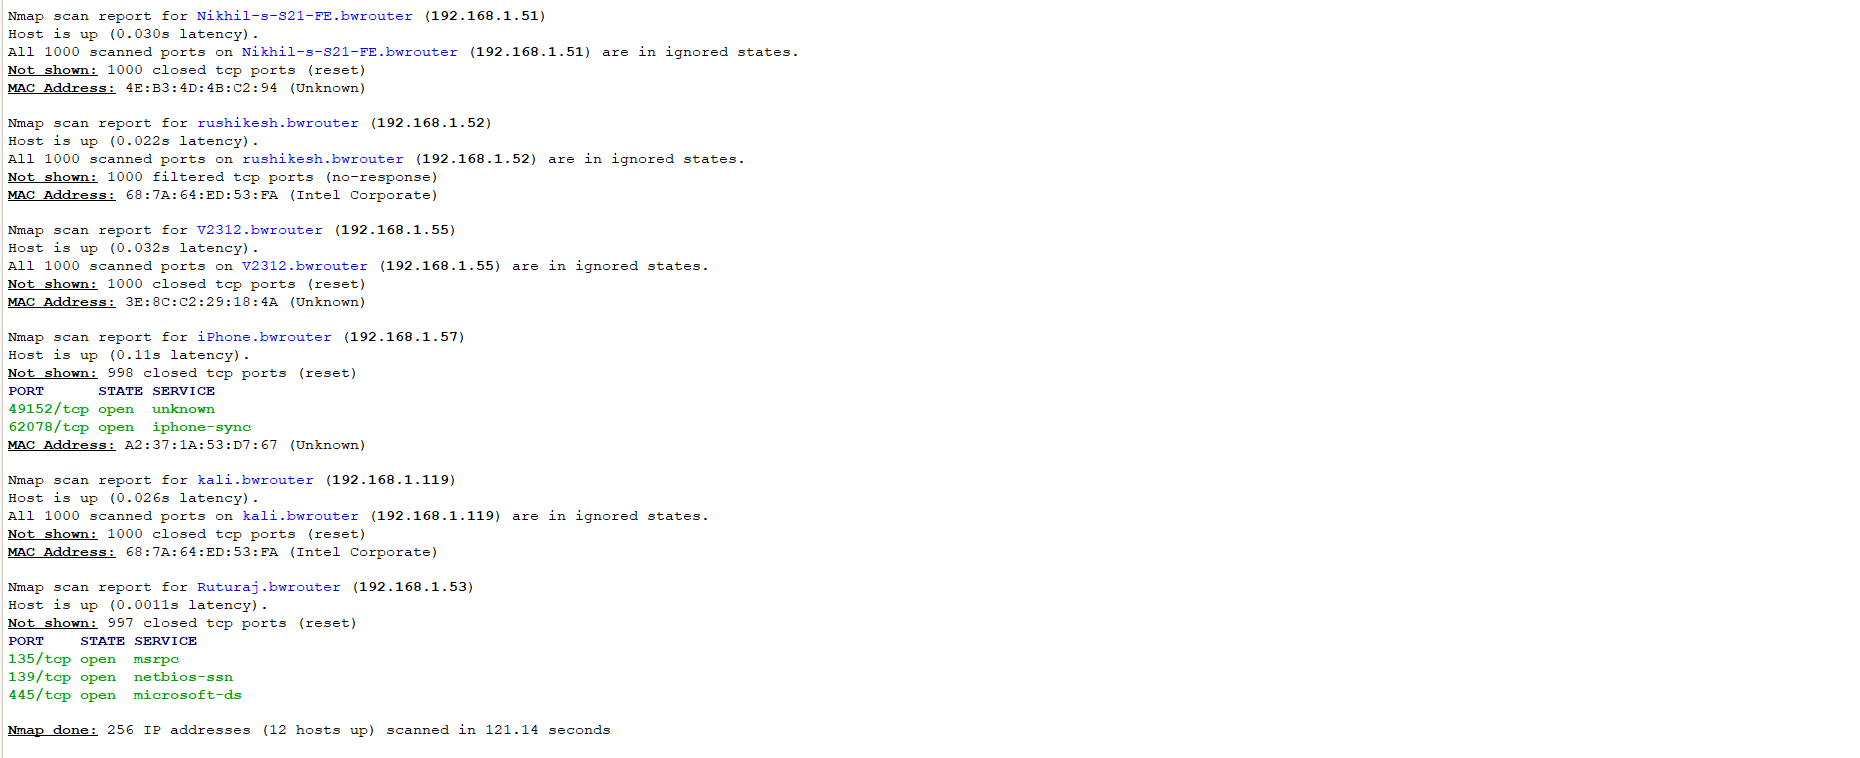 Nmap scan report for Nikhil-s-S21-FE.bwrouter (192.168.1.51)
Host is up (0.030s latency).
All 1000 scanned ports on Nikhil-s-S21-FE.bwrouter (192.168.1.51) are in ignored states.
Not shown: 1000 closed tcp ports (reset)
MAC Address: 4E:B3:4D:4B:C2:94 (Unknown)

Nmap scan report for rushikesh.bwrouter (192.168.1.52)
Host is up (0.022s latency).
All 1000 scanned ports on rushikesh.bwrouter (192.168.1.52) are in ignored states.
Not shown: 1000 filtered tcp ports (no-response)
MAC Address: 68:7A:64:ED:53:FA (Intel Corporate)

Nmap scan report for V2312.bwrouter (192.168.1.55)
Host is up (0.032s latency).
All 1000 scanned ports on V2312.bwrouter (192.168.1.55) are in ignored states.
Not shown: 1000 closed tcp ports (reset)
MAC Address: 3E:8C:C2:29:18:4A (Unknown)

Nmap scan report for iPhone.bwrouter (192.168.1.57)
Host is up (0.11s latency).
Not shown: 998 closed tcp ports (reset)
PORT      STATE SERVICE
49152/tcp open  unknown
62078/tcp open  iphone-sync
MAC Address: A2:37:1A:53:D7:67 (Unknown)

Nmap scan report for kali.bwrouter (192.168.1.119)
Host is up (0.026s latency).
All 1000 scanned ports on kali.bwrouter (192.168.1.119) are in ignored states.
Not shown: 1000 closed tcp ports (reset)
MAC Address: 68:7A:64:ED:53:FA (Intel Corporate)

Nmap scan report for Ruturaj.bwrouter (192.168.1.53)
Host is up (0.0011s latency).
Not shown: 997 closed tcp ports (reset)
PORT    STATE SERVICE
135/tcp open  msrpc
139/tcp open  netbios-ssn
445/tcp open  microsoft-ds

Nmap done: 256 IP addresses (12 hosts up) scanned in 121.14 seconds